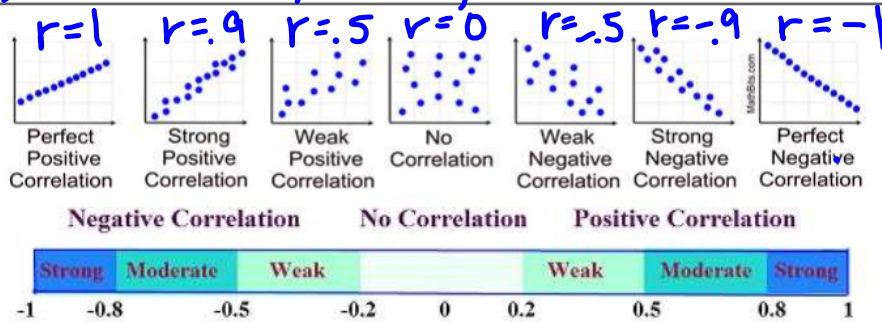 r=1 r=.9 r=.5 r=0 r=-.5 r=-.9 r=-1
MathBits.com
Perfect Strong Weak No Weak Strong Perfect
Positive Positive Positive Correlation Negative Negative Negative
Correlation Correlation Correlation Correlation Correlation Correlation
Negative Correlation No Correlation Positive Correlation
Strong Moderate Weak Weak Moderate Strong
-1 -0.8 -0.5 -0.2 0 0.2 0.5 0.8 1